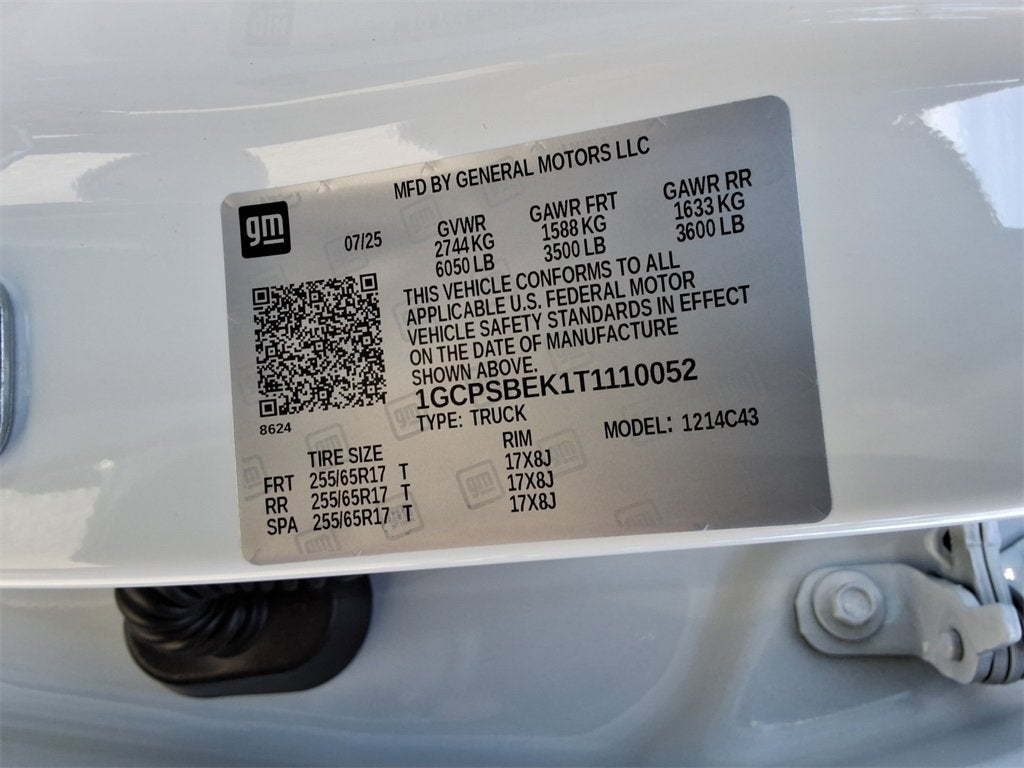 MFD BY GENERAL MOTORS LLC
gm
07/25
GVWR GAWR FRT GAWR RR
2744 KG 1588 KG 1633 KG
6050 LB 3500 LB 3600 LB
THIS VEHICLE CONFORMS TO ALL
APPLICABLE U.S. FEDERAL MOTOR
VEHICLE SAFETY STANDARDS IN EFFECT
ON THE DATE OF MANUFACTURE
SHOWN ABOVE.
1GCPSBEK1T1110052
8624
TYPE: TRUCK MODEL: 1214C43
TIRE SIZE RIM
FRT 255/65R17 T 17X8J
RR 255/65R17 T 17X8J
SPA 255/65R17 T 17X8J